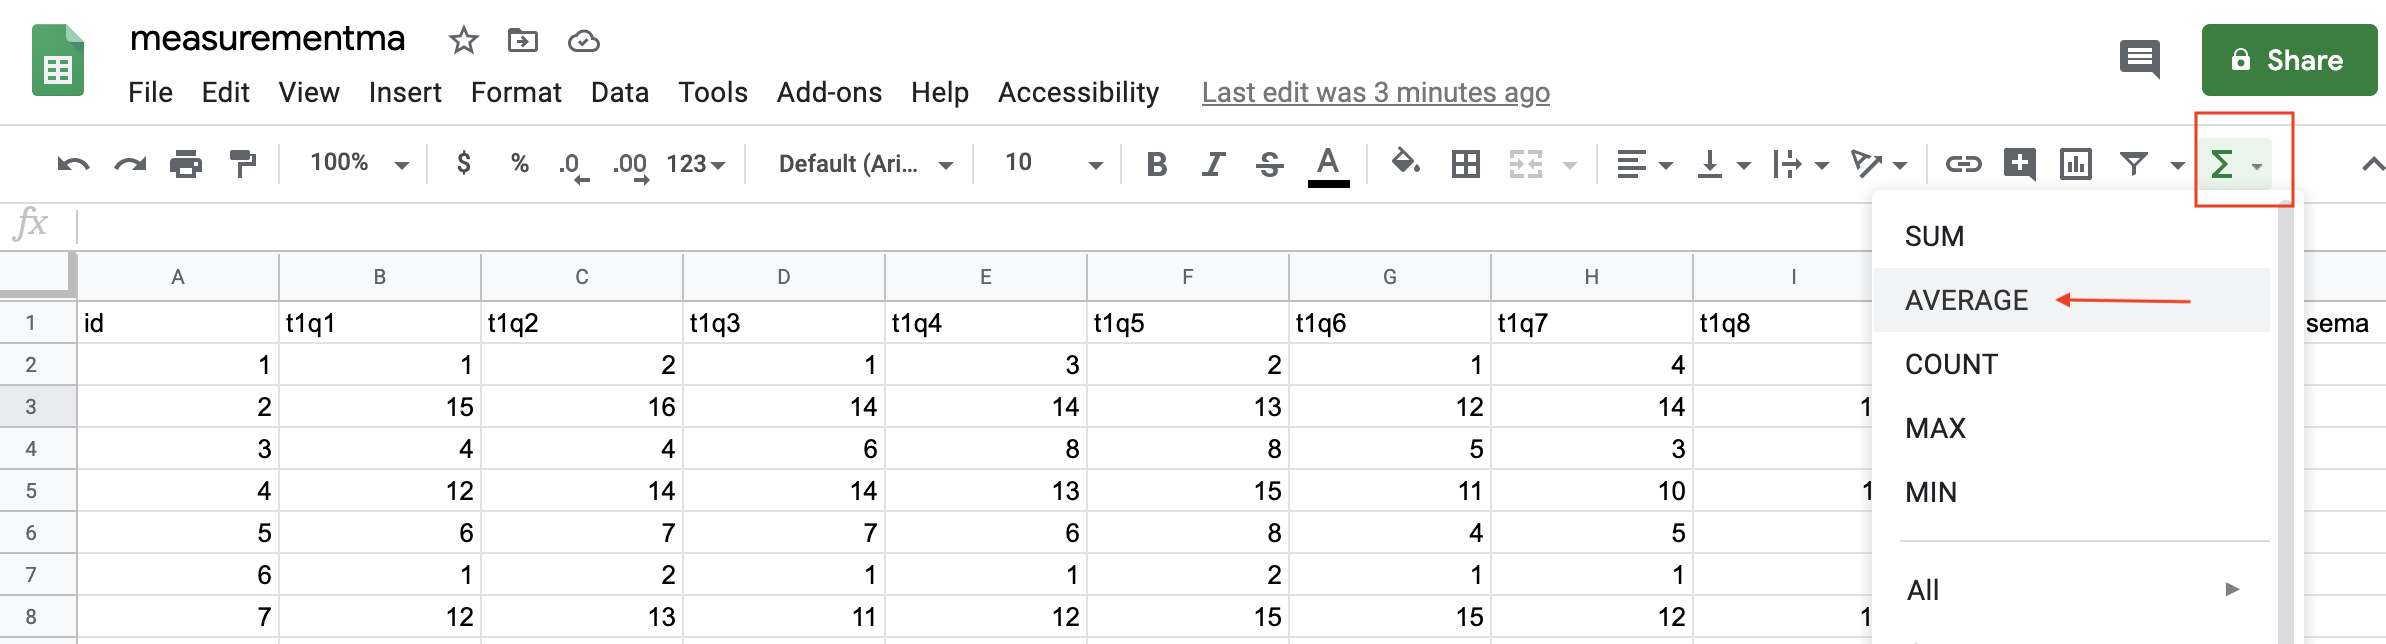 measurementma
Share
File Edit View Insert Format Data Tools Add-ons Help Accessibility Last edit was 3 minutes ago
100% $ % .0 .00 123 Default (Ari... 10 B I S A Σ
fx
A B C D E F G H I
1 id t1q1 t1q2 t1q3 t1q4 t1q5 t1q6 t1q7 t1q8 sema
2 1 1 2 1 3 2 1 4
3 2 15 16 14 14 13 12 14 1
4 3 4 4 6 8 8 5 3
5 4 12 14 14 13 15 11 10 1
6 5 6 7 7 6 8 4 5
7 6 1 2 1 1 2 1 1
8 7 12 13 11 12 15 15 12 1
SUM
AVERAGE
COUNT
MAX
MIN
All